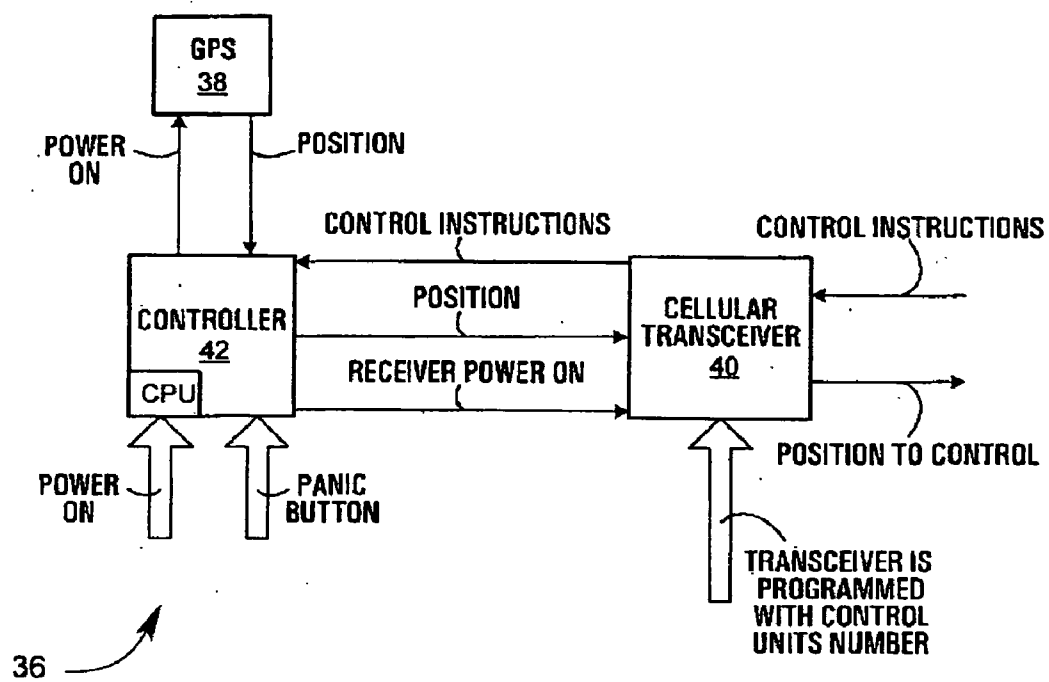 GPS
38
POWER
ON
POSITION
CONTROL INSTRUCTIONS
CONTROL INSTRUCTIONS
CONTROLLER
42
CPU
POSITION
RECEIVER POWER ON
CELLULAR
TRANSCEIVER
40
POSITION TO CONTROL
POWER
ON
PANIC
BUTTON
TRANSCEIVER IS
PROGRAMMED
WITH CONTROL
UNITS NUMBER
36